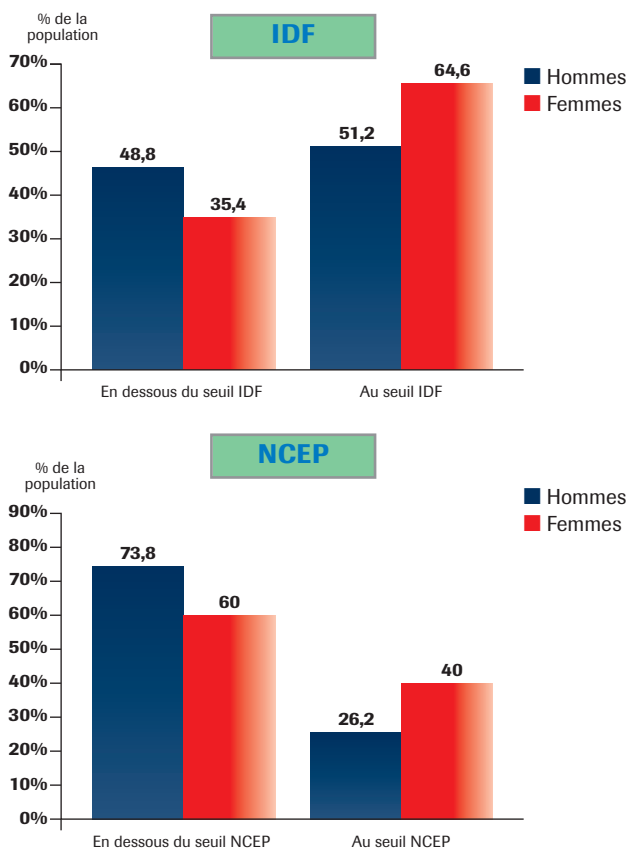 % de la
population
IDF
70%
60%
50%
40%
30%
20%
10%
0%
48,8
35,4
51,2
64,6
Hommes
Femmes
En dessous du seuil IDF
Au seuil IDF
% de la
population
NCEP
90%
80%
70%
60%
50%
40%
30%
20%
10%
0%
73,8
60
26,2
40
Hommes
Femmes
En dessous du seuil NCEP
Au seuil NCEP